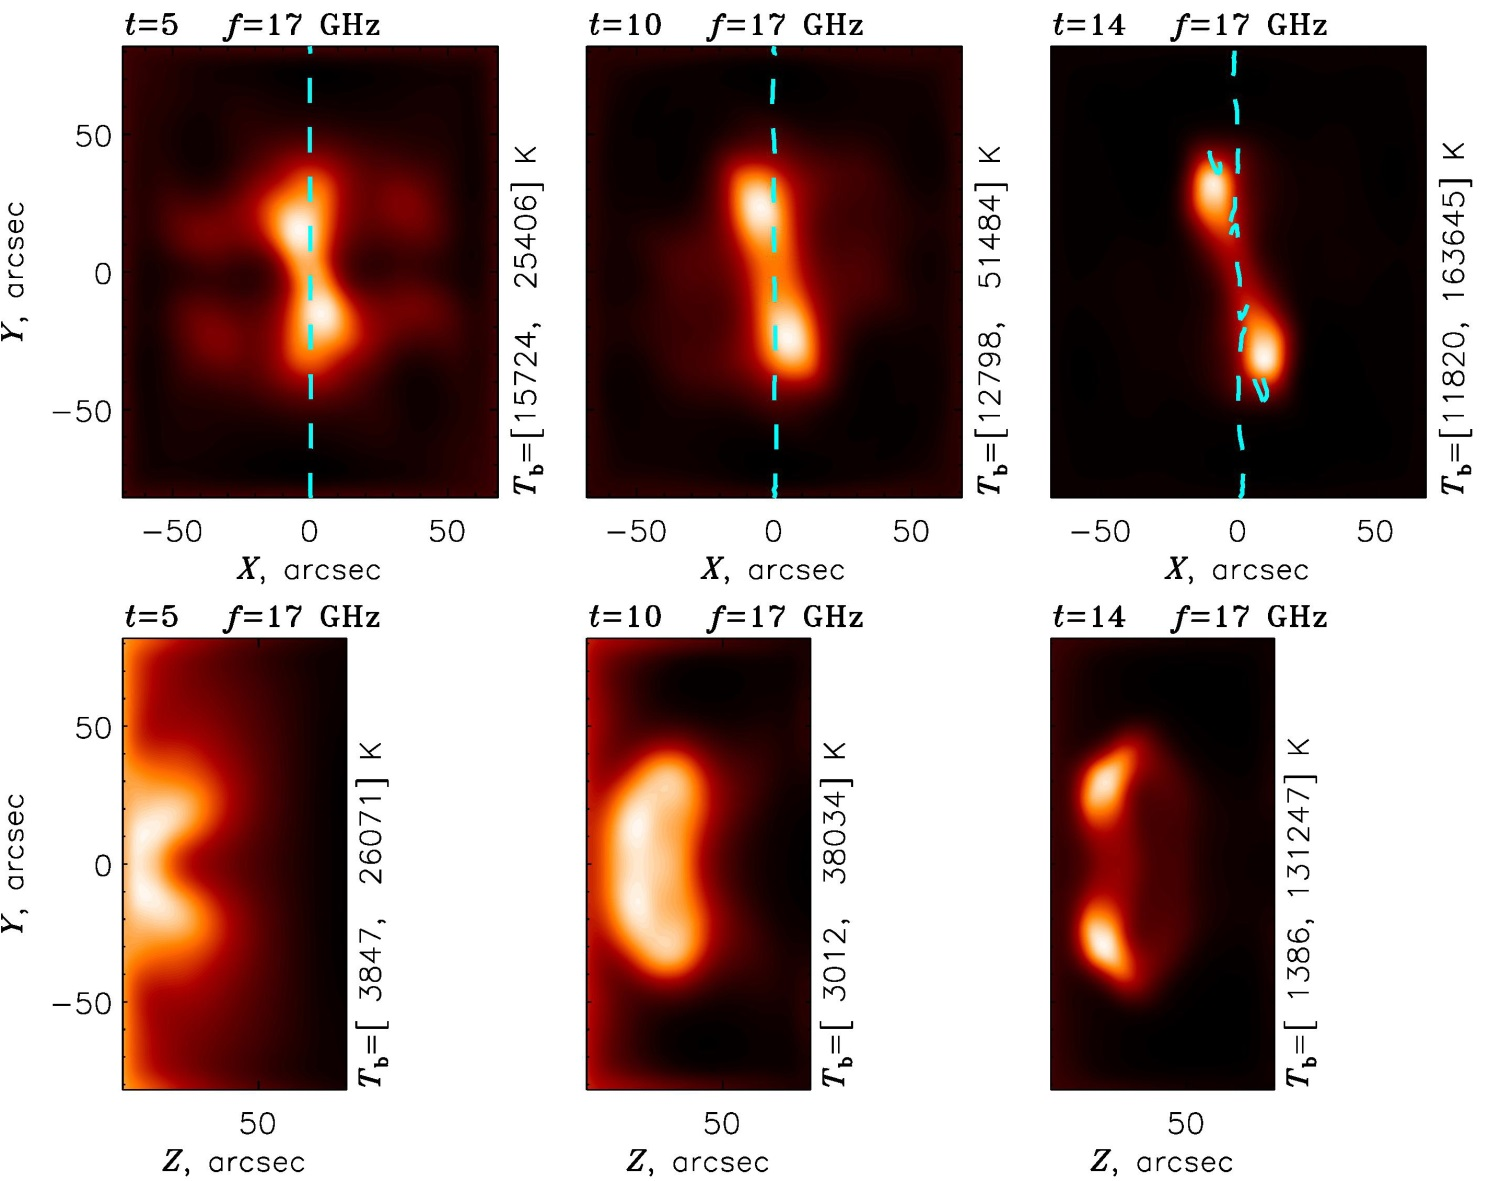 t=5 f=17 GHz
t=10 f=17 GHz
t=14 f=17 GHz
Y, arcsec
50
0
−50
T_b=[15724, 25406] K
T_b=[12798, 51484] K
T_b=[11820, 163645] K
−50 0 50
−50 0 50
−50 0 50
X, arcsec
X, arcsec
X, arcsec
t=5 f=17 GHz
t=10 f=17 GHz
t=14 f=17 GHz
Y, arcsec
50
0
−50
T_b=[ 3847, 26071] K
T_b=[ 3012, 38034] K
T_b=[ 1386, 131247] K
50
50
50
Z, arcsec
Z, arcsec
Z, arcsec